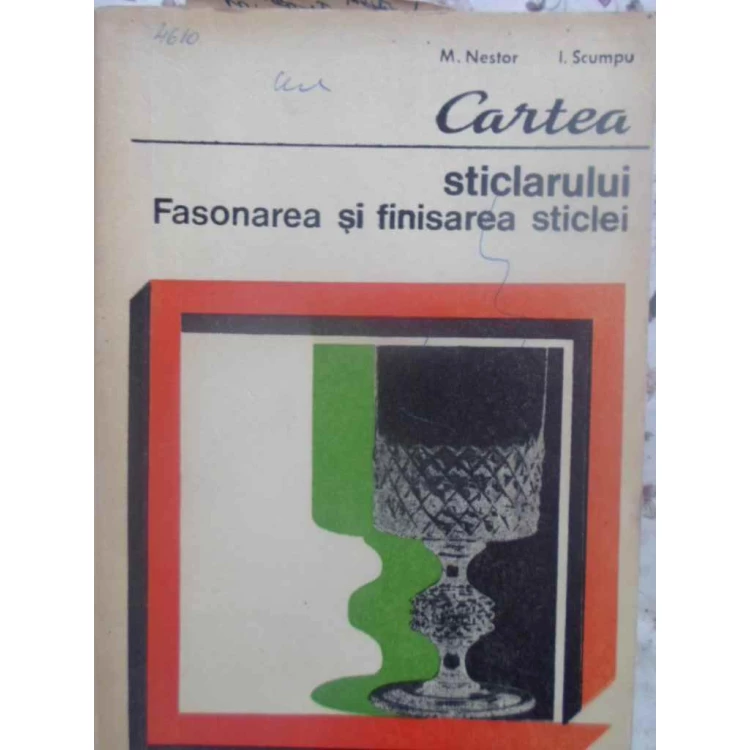 4610
M. Nestor I. Scumpu
Cartea
sticlarului
Fasonarea și finisarea sticlei